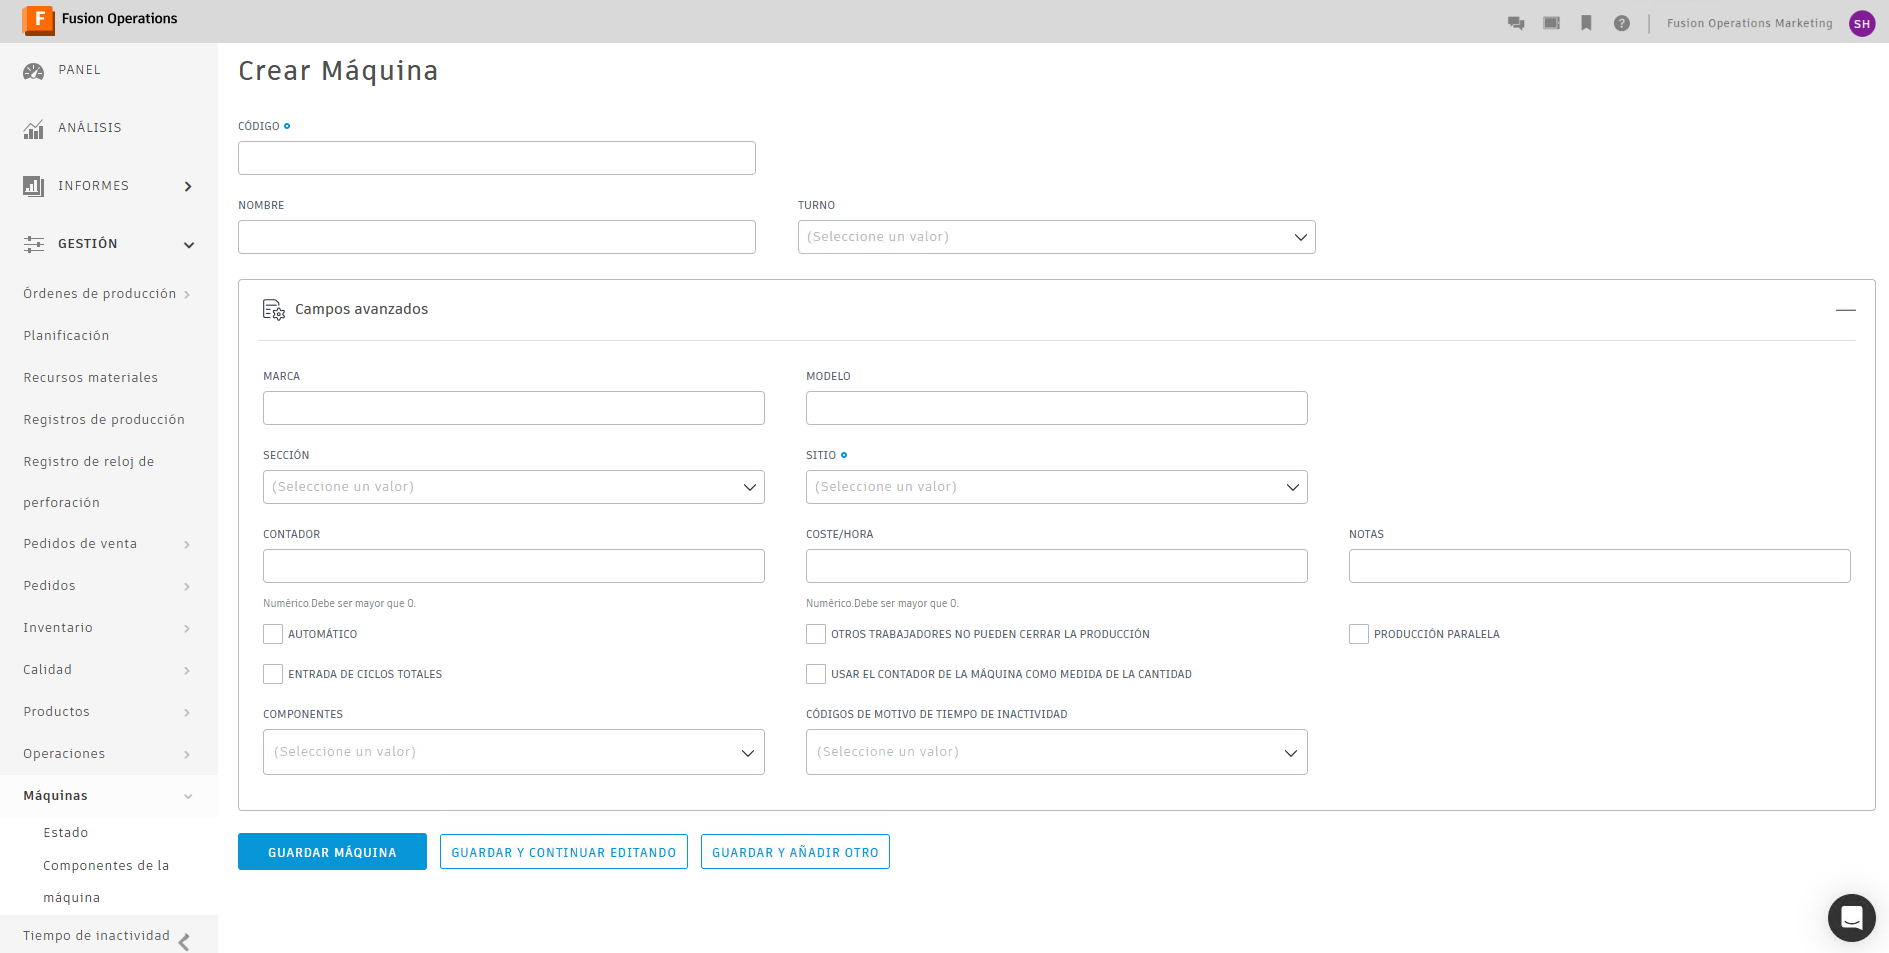 F Fusion Operations
Fusion Operations Marketing SH
PANEL
ANÁLISIS
INFORMES
GESTIÓN
Órdenes de producción
Planificación
Recursos materiales
Registros de producción
Registro de reloj de
perforación
Pedidos de venta
Pedidos
Inventario
Calidad
Productos
Operaciones
Máquinas
Estado
Componentes de la
máquina
Tiempo de inactividad
Crear Máquina
CÓDIGO
NOMBRE
TURNO
(Seleccione un valor)
Campos avanzados
MARCA
MODELO
SECCIÓN
SITIO
(Seleccione un valor)
(Seleccione un valor)
CONTADOR
COSTE/HORA
NOTAS
Numérico.Debe ser mayor que 0.
Numérico.Debe ser mayor que 0.
AUTOMÁTICO
OTROS TRABAJADORES NO PUEDEN CERRAR LA PRODUCCIÓN
PRODUCCIÓN PARALELA
ENTRADA DE CICLOS TOTALES
USAR EL CONTADOR DE LA MÁQUINA COMO MEDIDA DE LA CANTIDAD
COMPONENTES
CÓDIGOS DE MOTIVO DE TIEMPO DE INACTIVIDAD
(Seleccione un valor)
(Seleccione un valor)
GUARDAR MÁQUINA
GUARDAR Y CONTINUAR EDITANDO
GUARDAR Y AÑADIR OTRO